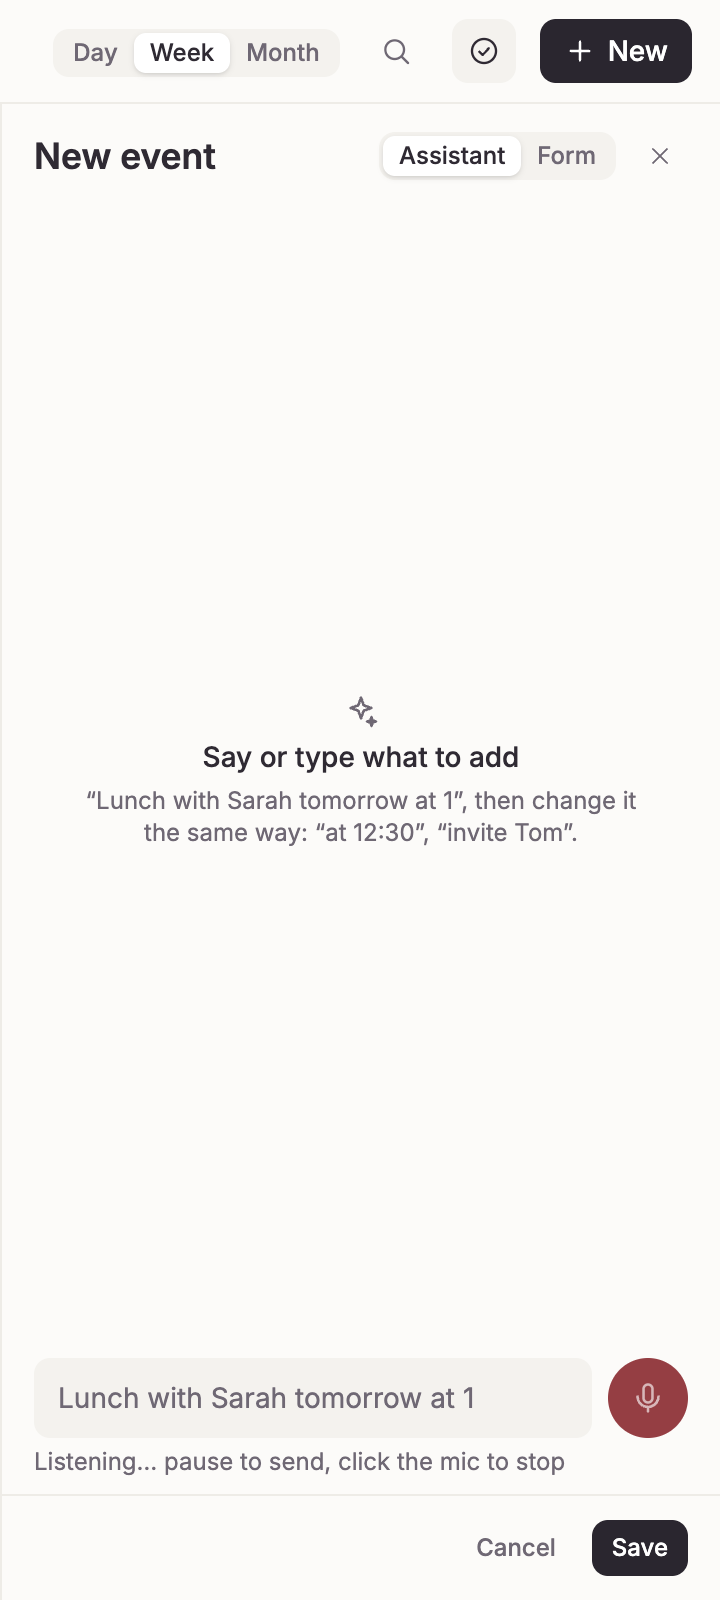 Day Week Month New
New event Assistant Form
Say or type what to add
“Lunch with Sarah tomorrow at 1”, then change it
the same way: “at 12:30”, “invite Tom”.
Lunch with Sarah tomorrow at 1
Listening... pause to send, click the mic to stop
Cancel Save